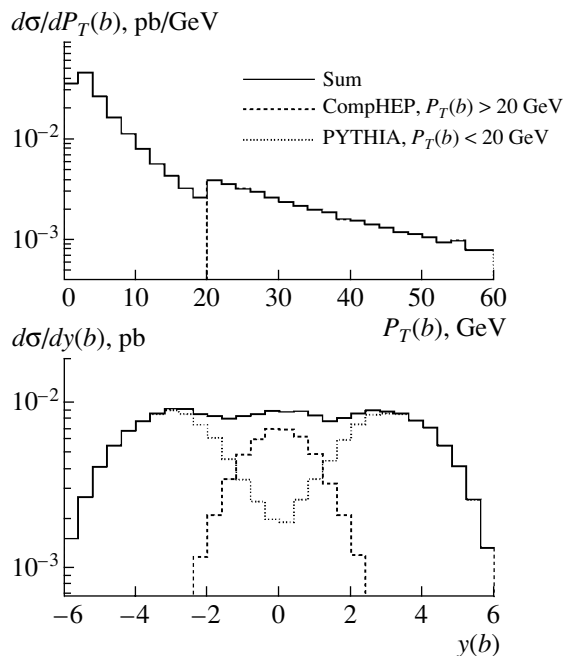 dσ/dP_T(b), pb/GeV
Sum
CompHEP, P_T(b) > 20 GeV
PYTHIA, P_T(b) < 20 GeV
10^–2
10^–3
0 10 20 30 40 50 60
P_T(b), GeV
dσ/dy(b), pb
10^–2
10^–3
–6 –4 –2 0 2 4 6
y(b)